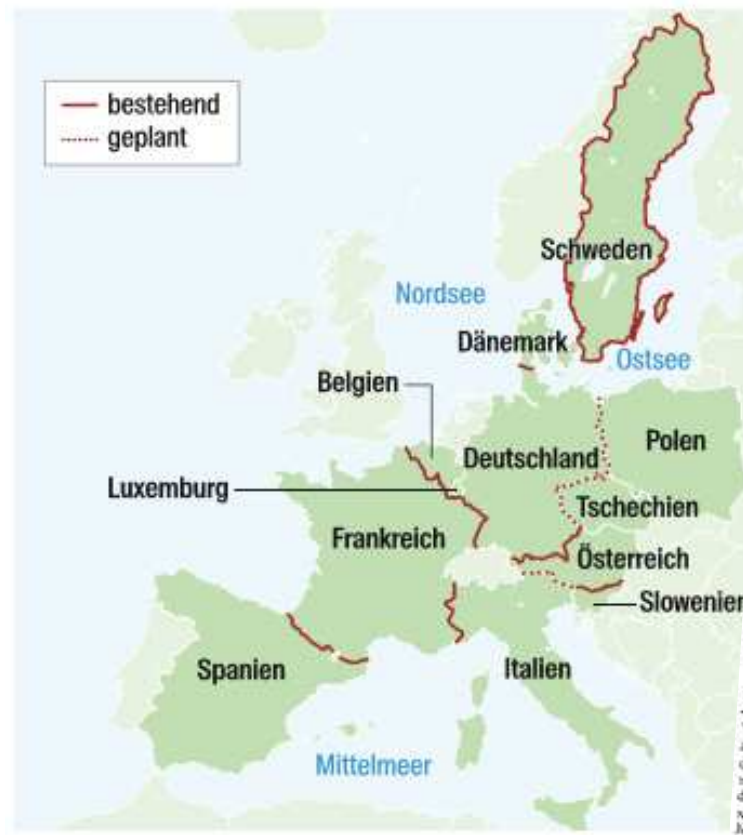 bestehend
geplant
Schweden
Nordsee
Dänemark
Ostsee
Belgien
Polen
Deutschland
Luxemburg
Tschechien
Frankreich
Österreich
Slowenien
Spanien
Italien
Mittelmeer